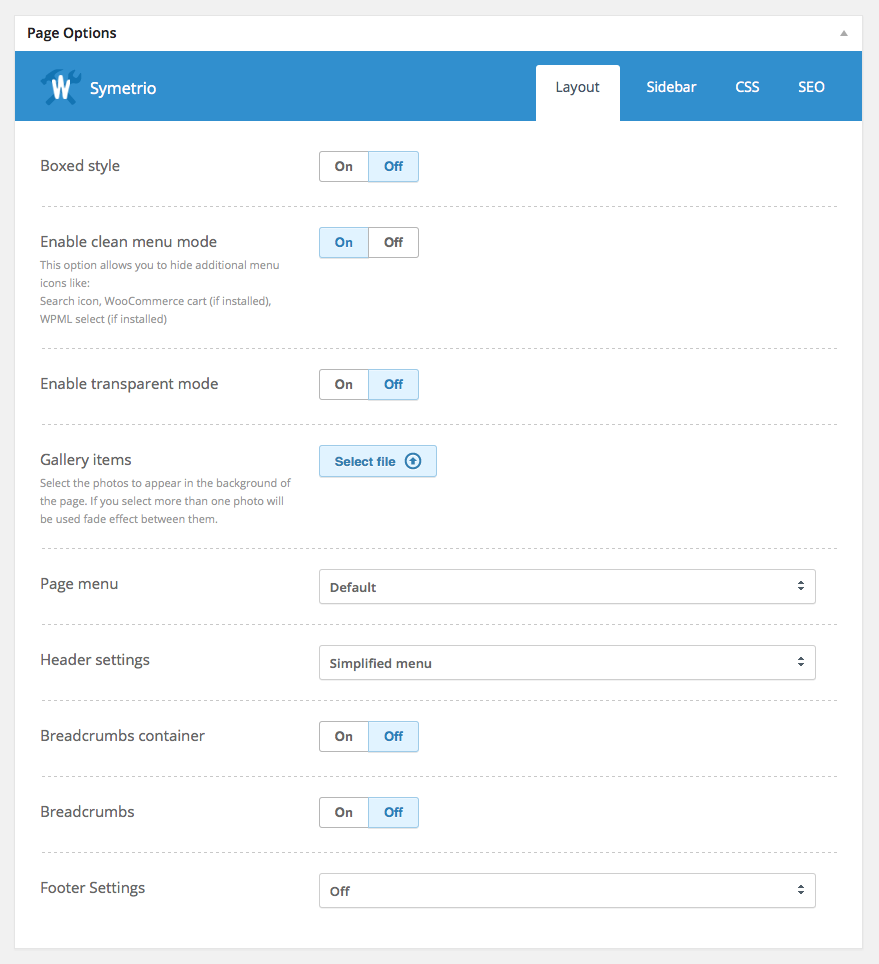 Page Options
W Symetrio
Layout Sidebar CSS SEO
Boxed style On Off
Enable clean menu mode On Off
This option allows you to hide additional menu
icons like:
Search icon, WooCommerce cart (if installed),
WPML select (if installed)
Enable transparent mode On Off
Gallery items Select file
Select the photos to appear in the background of
the page. If you select more than one photo will
be used fade effect between them.
Page menu Default
Header settings Simplified menu
Breadcrumbs container On Off
Breadcrumbs On Off
Footer Settings Off